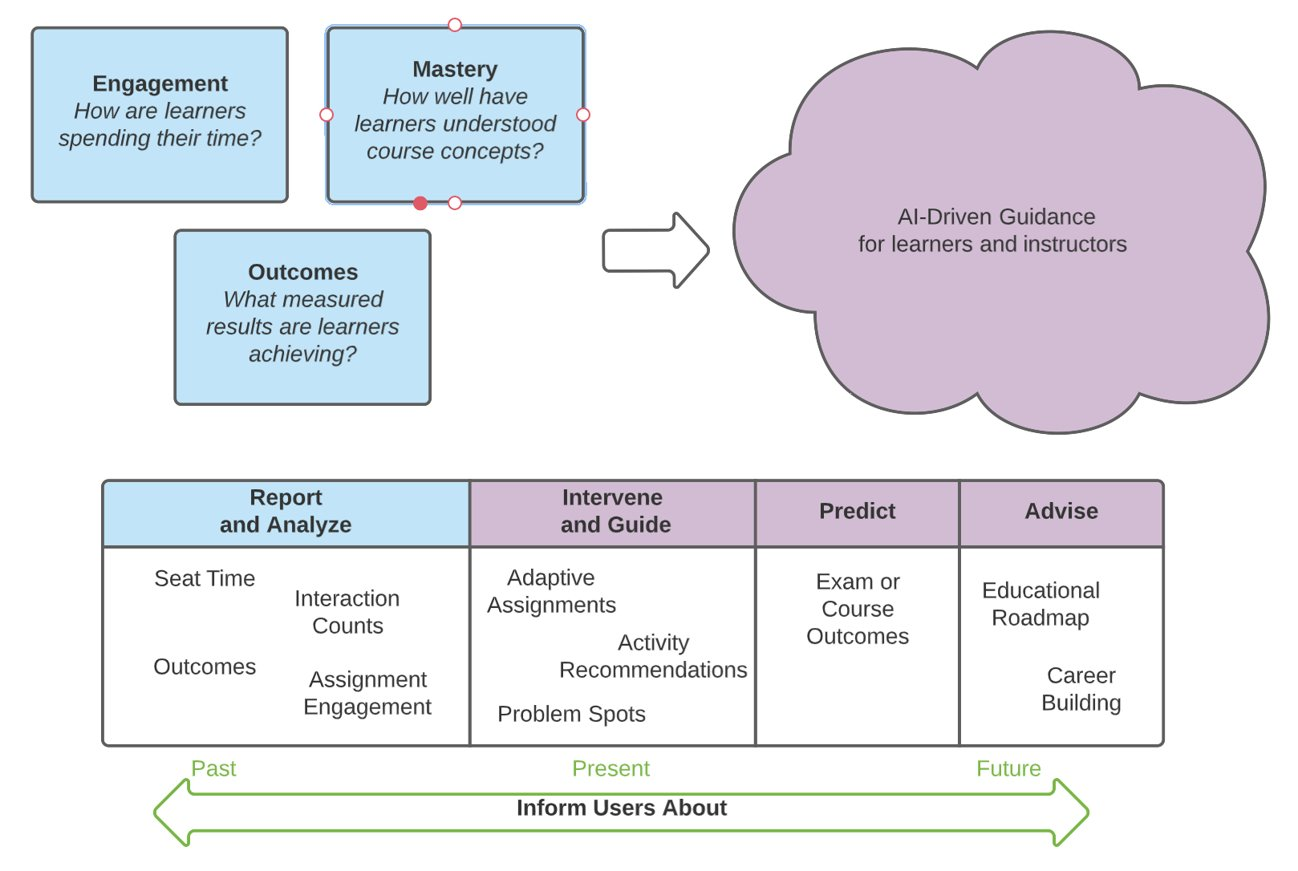 Engagement
How are learners
spending their time?
Mastery
How well have
learners understood
course concepts?
Outcomes
What measured
results are learners
achieving?
AI-Driven Guidance
for learners and instructors
Report
and Analyze
Intervene
and Guide
Predict
Advise
Seat Time
Interaction
Counts
Outcomes
Assignment
Engagement
Adaptive
Assignments
Activity
Recommendations
Problem Spots
Exam or
Course
Outcomes
Educational
Roadmap
Career
Building
Past
Present
Future
Inform Users About